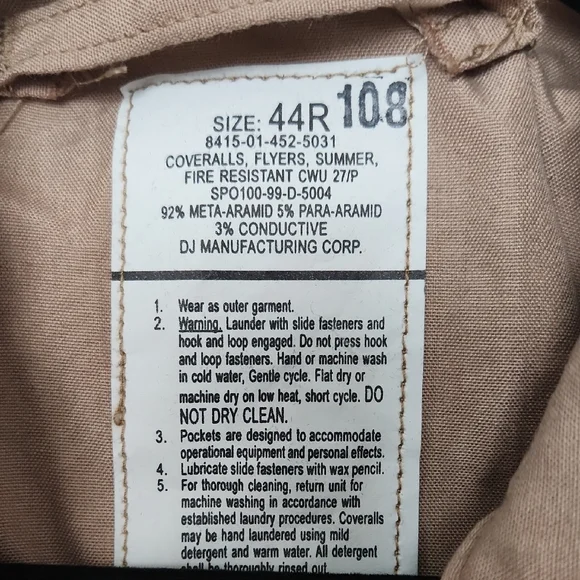 SIZE: 44R 108
8415-01-452-5031
COVERALLS, FLYERS, SUMMER,
FIRE RESISTANT CWU 27/P
SPO100-99-D-5004
92% META-ARAMID 5% PARA-ARAMID
3% CONDUCTIVE
DJ MANUFACTURING CORP.
1. Wear as outer garment.
2. Warning. Launder with slide fasteners and
hook and loop engaged. Do not press hook
and loop fasteners. Hand or machine wash
in cold water, Gentle cycle. Flat dry or
machine dry on low heat, short cycle. DO
NOT DRY CLEAN.
3. Pockets are designed to accommodate
operational equipment and personal effects.
4. Lubricate slide fasteners with wax pencil.
5. For thorough cleaning, return unit for
machine washing in accordance with
established laundry procedures. Coveralls
may be hand laundered using mild
detergent and warm water. All detergent
shall be thoroughly rinsed out.